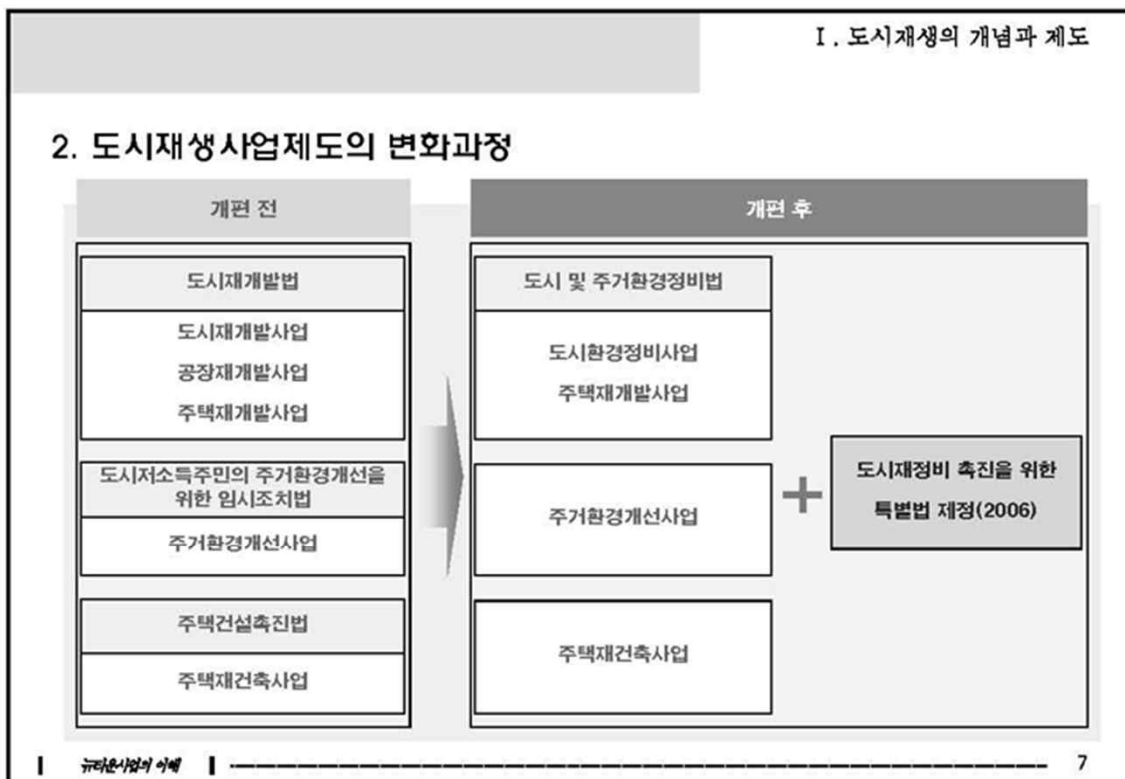 Ⅰ. 도시재생의 개념과 제도
2. 도시재생사업제도의 변화과정
개편 전
도시재개발법
도시재개발사업
공장재개발사업
주택재개발사업
도시저소득주민의 주거환경개선을
위한 임시조치법
주거환경개선사업
주택건설촉진법
주택재건축사업
개편 후
도시 및 주거환경정비법
도시환경정비사업
주택재개발사업
주거환경개선사업
주택재건축사업
+
도시재정비 촉진을 위한
특별법 제정(2006)
뉴타운사업의 이해
7